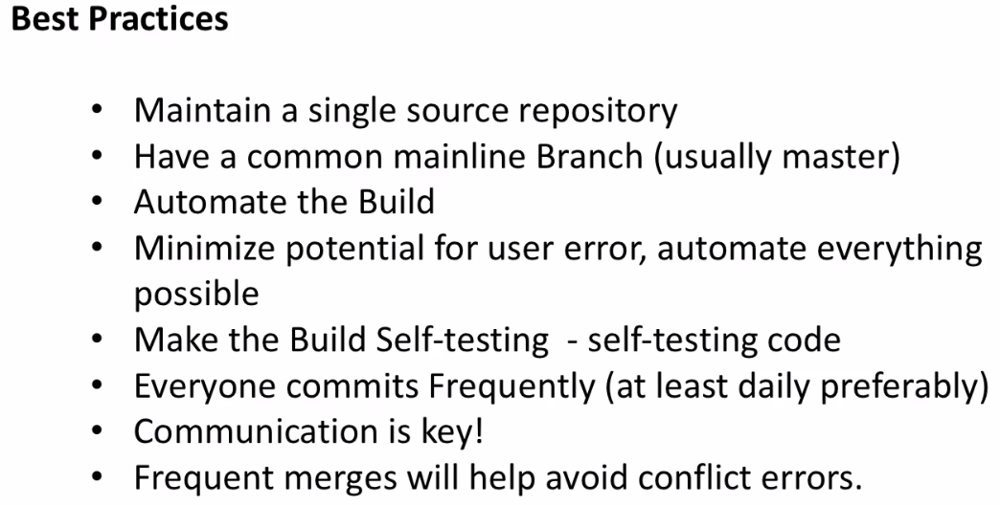 Best Practices
• Maintain a single source repository
• Have a common mainline Branch (usually master)
• Automate the Build
• Minimize potential for user error, automate everything
possible
• Make the Build Self-testing  - self-testing code
• Everyone commits Frequently (at least daily preferably)
• Communication is key!
• Frequent merges will help avoid conflict errors.